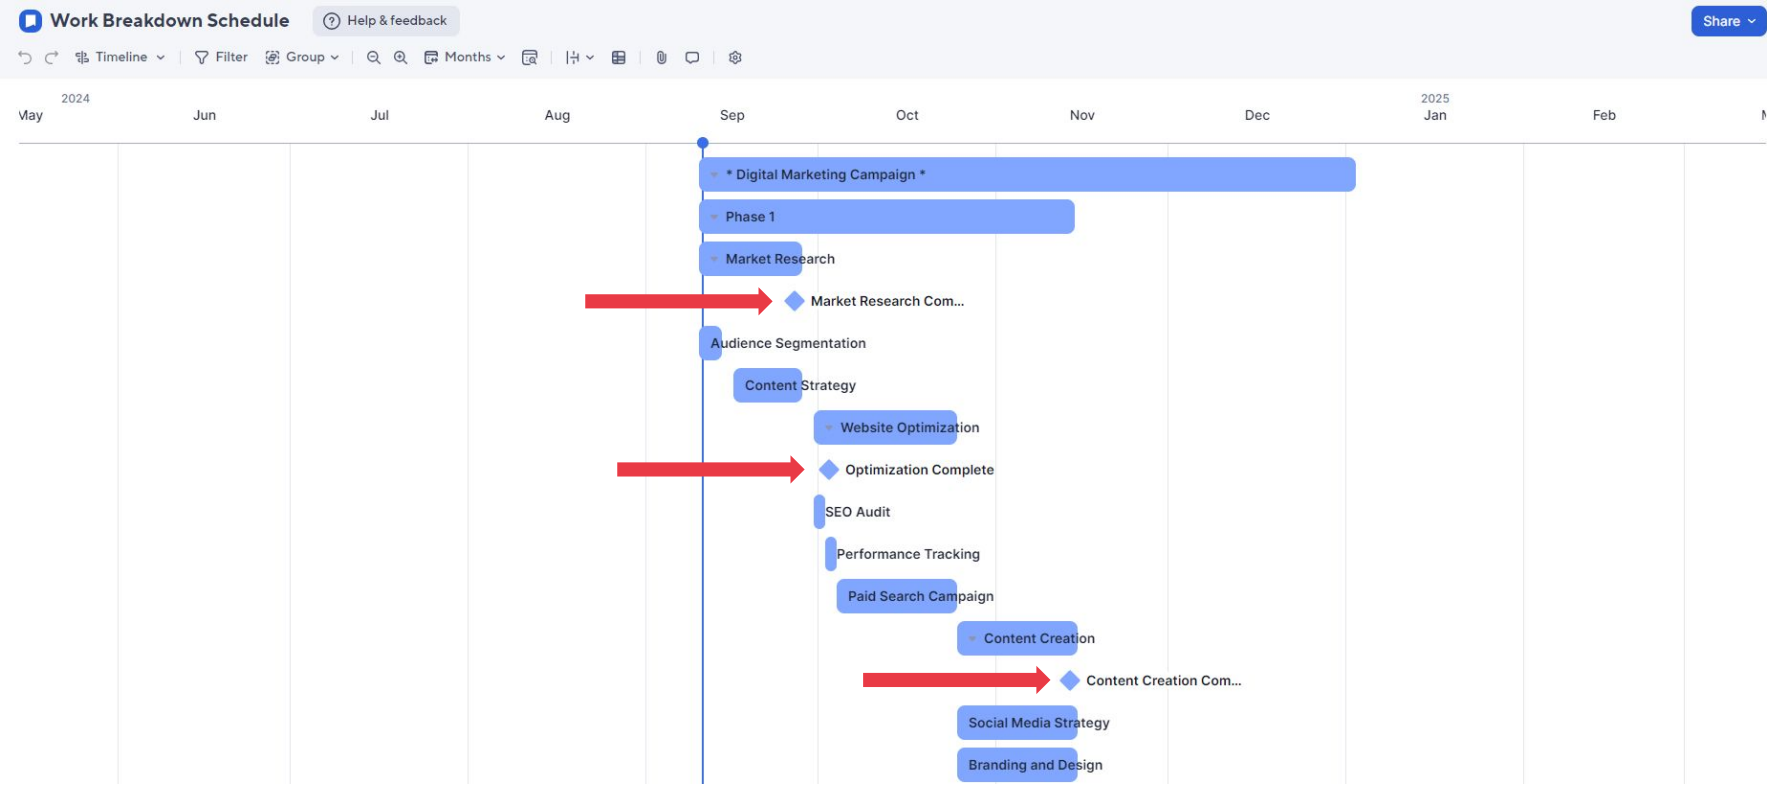 Work Breakdown Schedule
Help & feedback
Share
Timeline
Filter
Group
Months
2024
2025
May
Jun
Jul
Aug
Sep
Oct
Nov
Dec
Jan
Feb
* Digital Marketing Campaign *
Phase 1
Market Research
Market Research Com...
Audience Segmentation
Content Strategy
Website Optimization
Optimization Complete
SEO Audit
Performance Tracking
Paid Search Campaign
Content Creation
Content Creation Com...
Social Media Strategy
Branding and Design